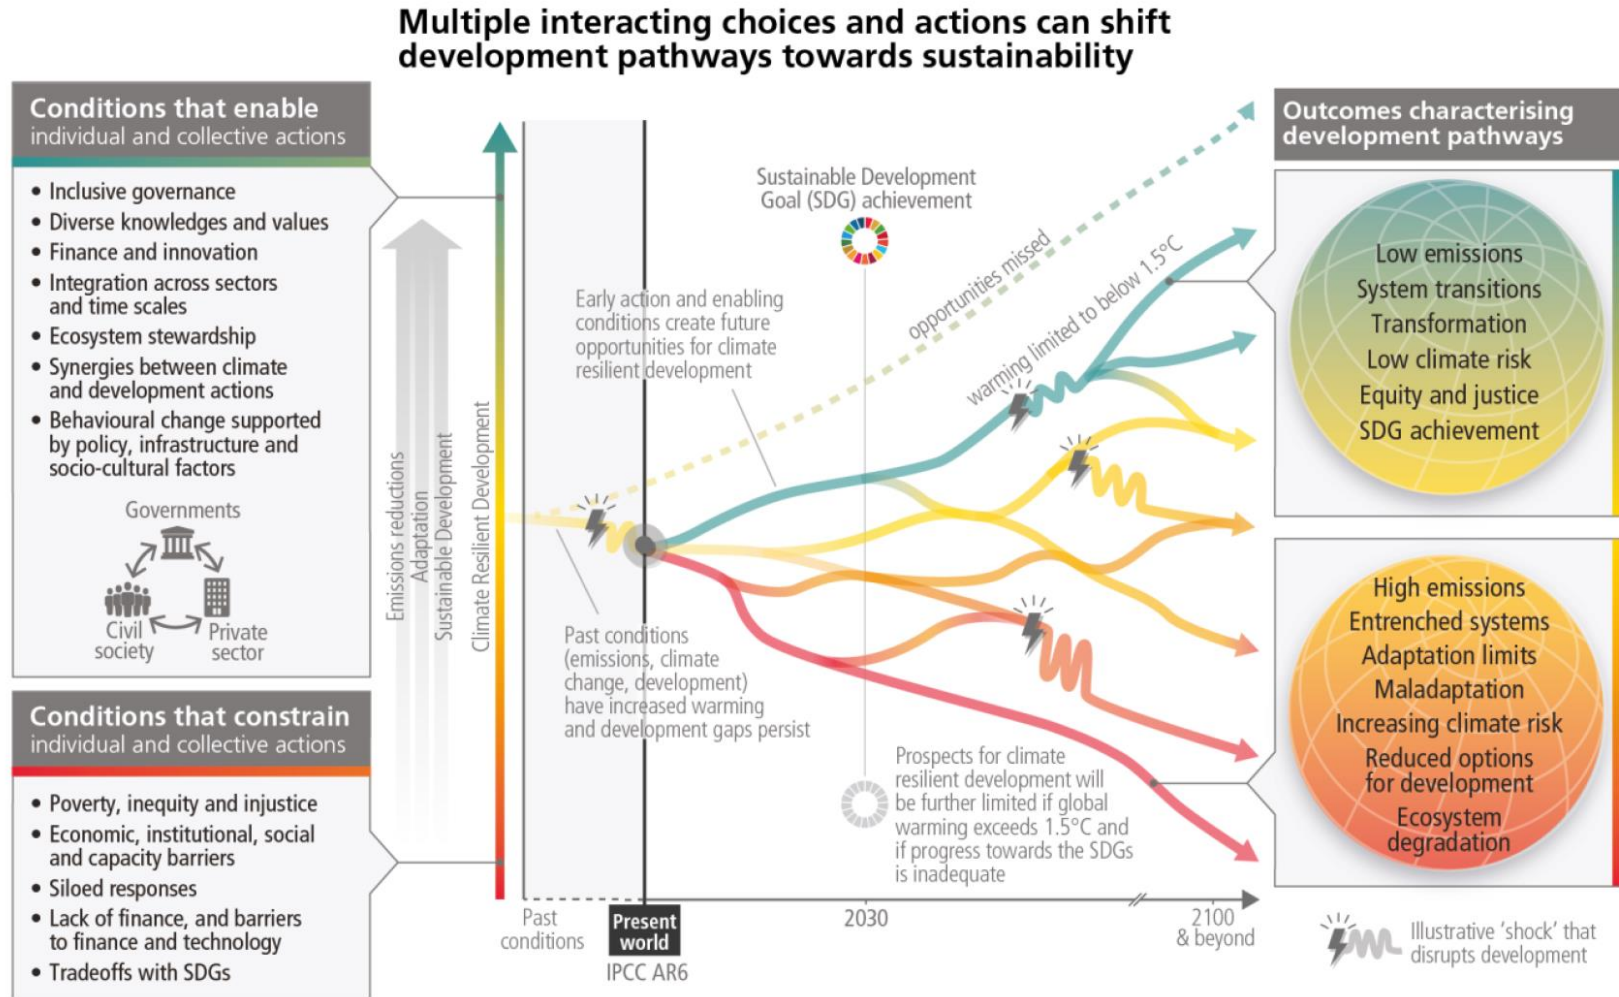 Multiple interacting choices and actions can shift
development pathways towards sustainability
Conditions that enable
individual and collective actions
• Inclusive governance
• Diverse knowledges and values
• Finance and innovation
• Integration across sectors
and time scales
• Ecosystem stewardship
• Synergies between climate
and development actions
• Behavioural change supported
by policy, infrastructure and
socio-cultural factors
Governments
Civil
society
Private
sector
Conditions that constrain
individual and collective actions
• Poverty, inequity and injustice
• Economic, institutional, social
and capacity barriers
• Siloed responses
• Lack of finance, and barriers
to finance and technology
• Tradeoffs with SDGs
Emissions reductions
Adaptation
Sustainable Development
Climate Resilient Development
Sustainable Development
Goal (SDG) achievement
Early action and enabling
conditions create future
opportunities for climate
resilient development
opportunities missed
warming limited to below 1.5°C
Past conditions
(emissions, climate
change, development)
have increased warming
and development gaps persist
Prospects for climate
resilient development will
be further limited if global
warming exceeds 1.5°C and
if progress towards the SDGs
is inadequate
Past
conditions
Present
world
IPCC AR6
2030
2100
& beyond
Outcomes characterising
development pathways
Low emissions
System transitions
Transformation
Low climate risk
Equity and justice
SDG achievement
High emissions
Entrenched systems
Adaptation limits
Maladaptation
Increasing climate risk
Reduced options
for development
Ecosystem
degradation
Illustrative ‘shock’ that
disrupts development